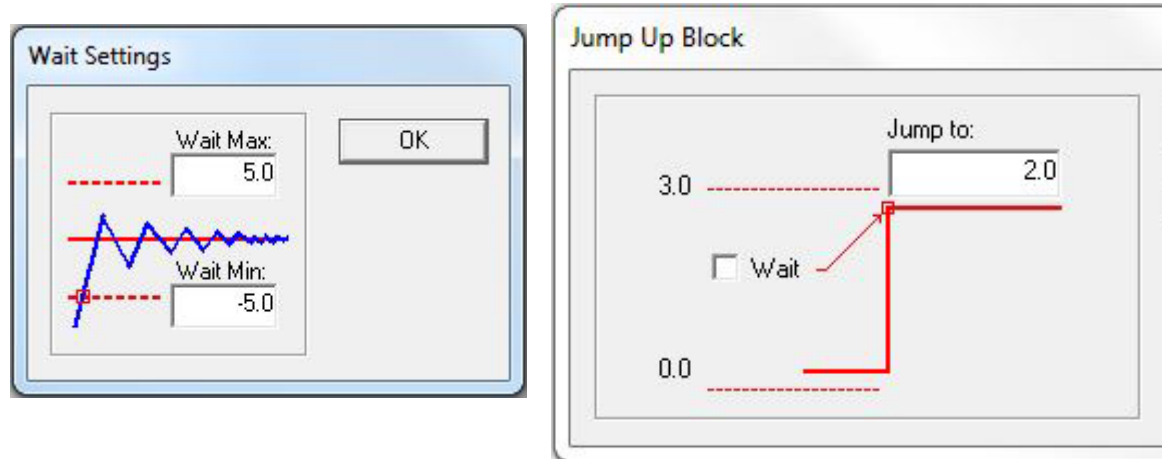 Wait Settings
Wait Max:
5.0
OK
Wait Min:
-5.0
Jump Up Block
Jump to:
2.0
3.0
Wait
0.0